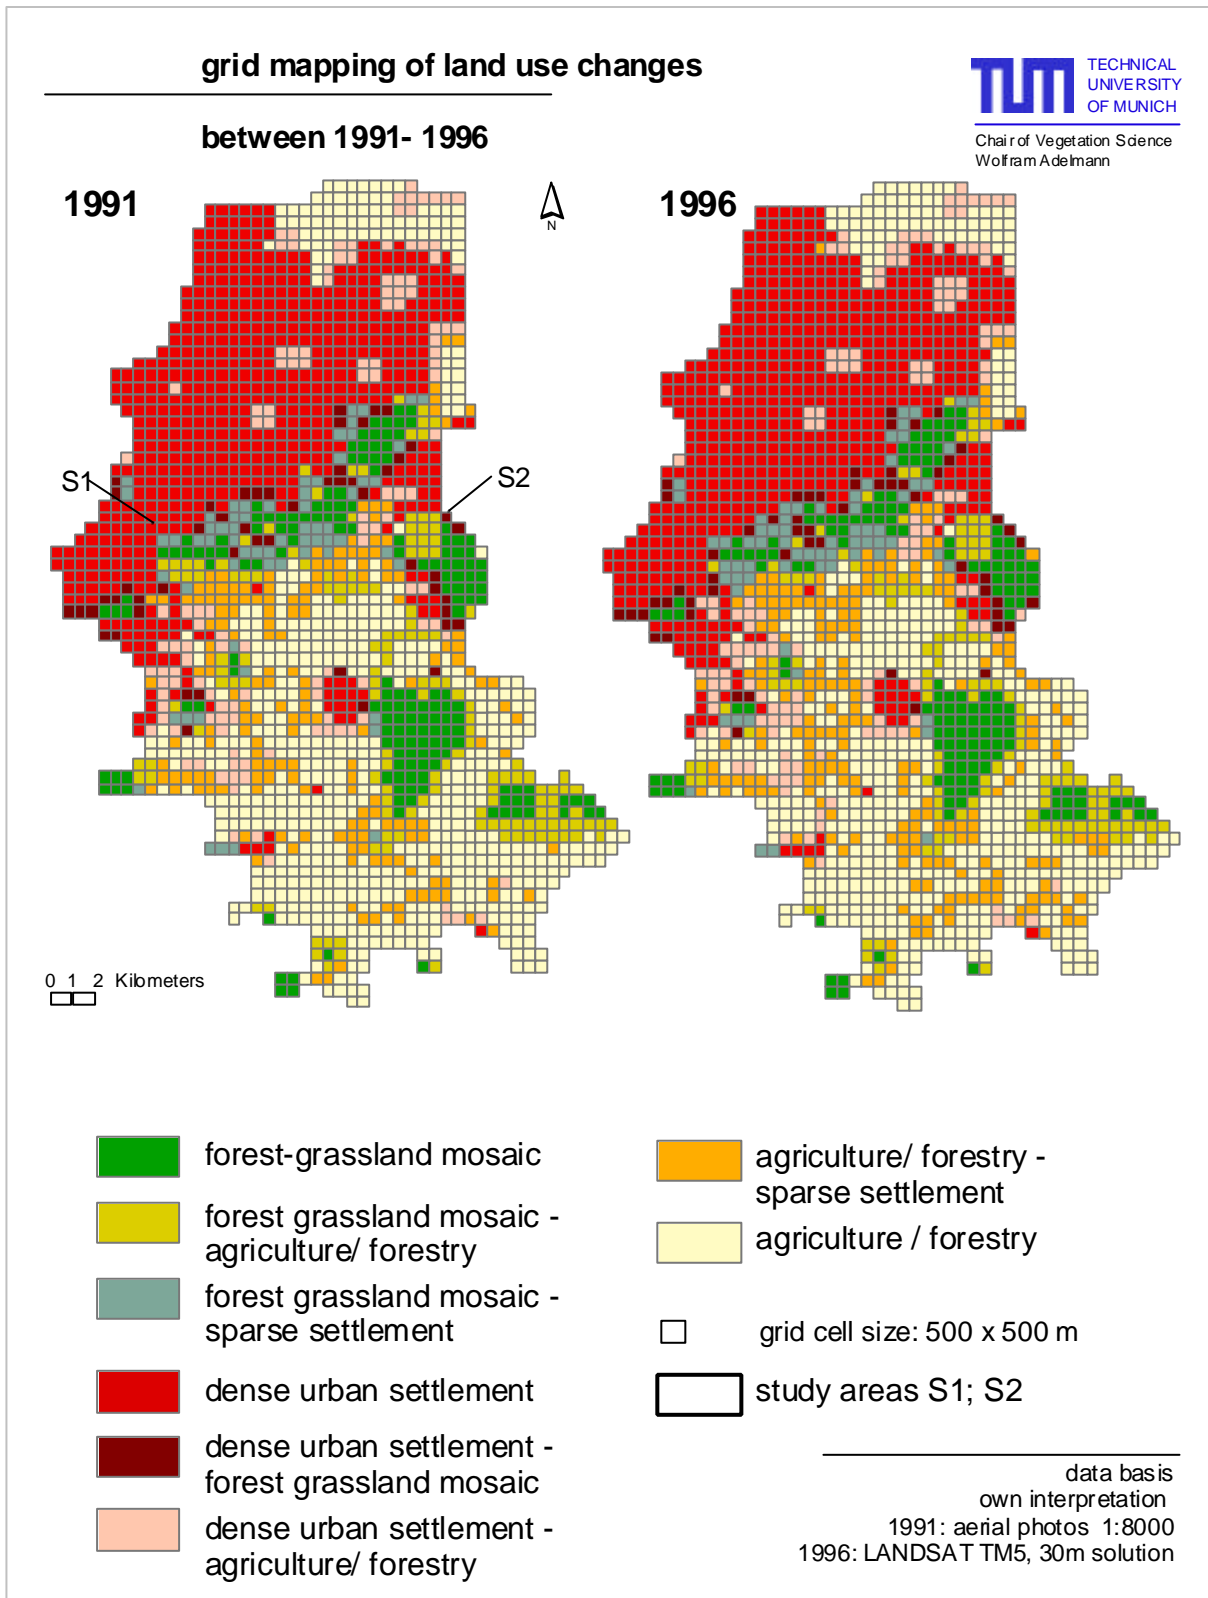 grid mapping of land use changes
between 1991- 1996
TUM
TECHNICAL
UNIVERSITY
OF MUNICH
Chair of Vegetation Science
Wolfram Adelmann
1991
N
1996
S1
S2
0 1 2 Kilometers
forest-grassland mosaic
forest grassland mosaic -
agriculture/ forestry
forest grassland mosaic -
sparse settlement
dense urban settlement
dense urban settlement -
forest grassland mosaic
dense urban settlement -
agriculture/ forestry
agriculture/ forestry -
sparse settlement
agriculture / forestry
grid cell size: 500 x 500 m
study areas S1; S2
data basis
own interpretation
1991: aerial photos 1:8000
1996: LANDSAT TM5, 30m solution